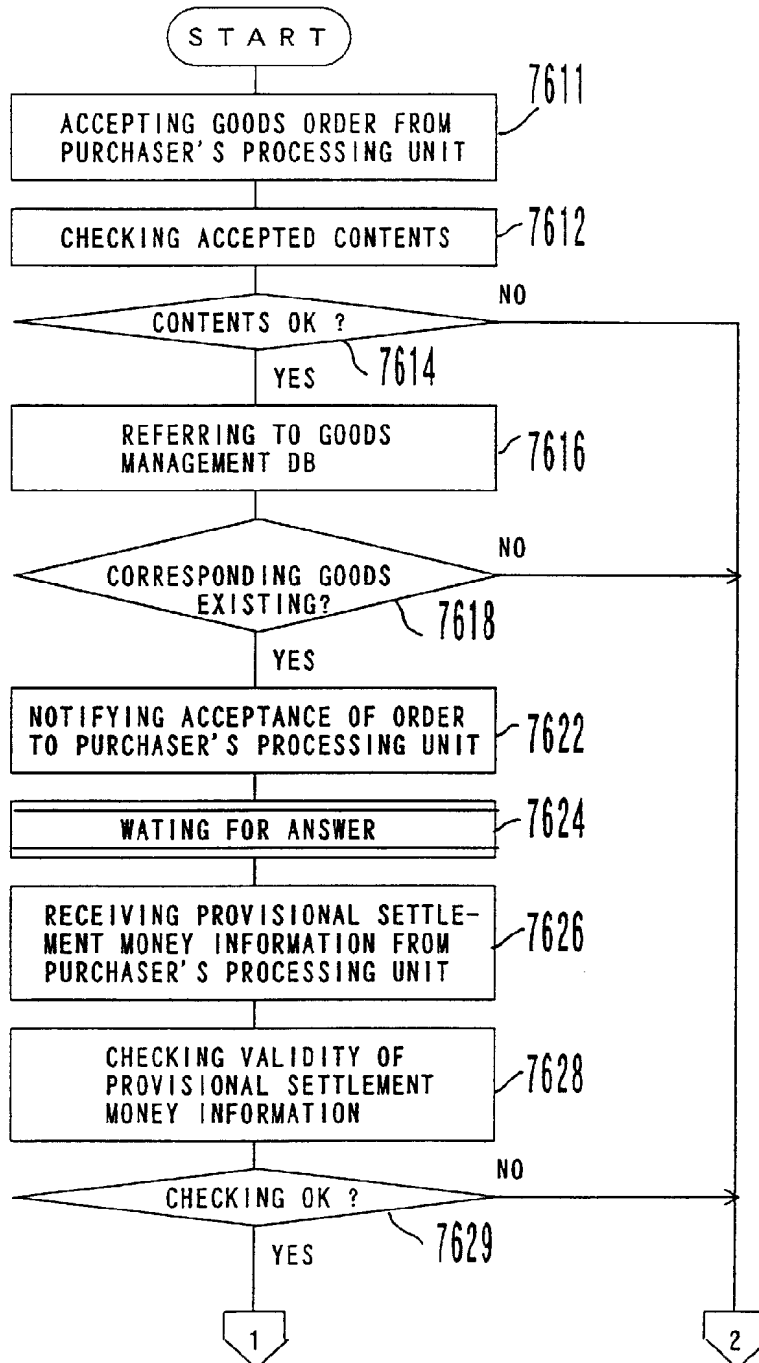 START
7611
ACCEPTING GOODS ORDER FROM
PURCHASER'S PROCESSING UNIT
CHECKING ACCEPTED CONTENTS
7612
NO
CONTENTS OK ?
7614
YES
REFERRING TO GOODS
MANAGEMENT DB
7616
NO
CORRESPONDING GOODS
EXISTING?
7618
YES
NOTIFYING ACCEPTANCE OF ORDER
TO PURCHASER'S PROCESSING UNIT
7622
WATING FOR ANSWER
7624
RECEIVING PROVISIONAL SETTLE-
MENT MONEY INFORMATION FROM
PURCHASER'S PROCESSING UNIT
7626
CHECKING VALIDITY OF
PROVISIONAL SETTLEMENT
MONEY INFORMATION
7628
NO
CHECKING OK ?
7629
YES
1
2